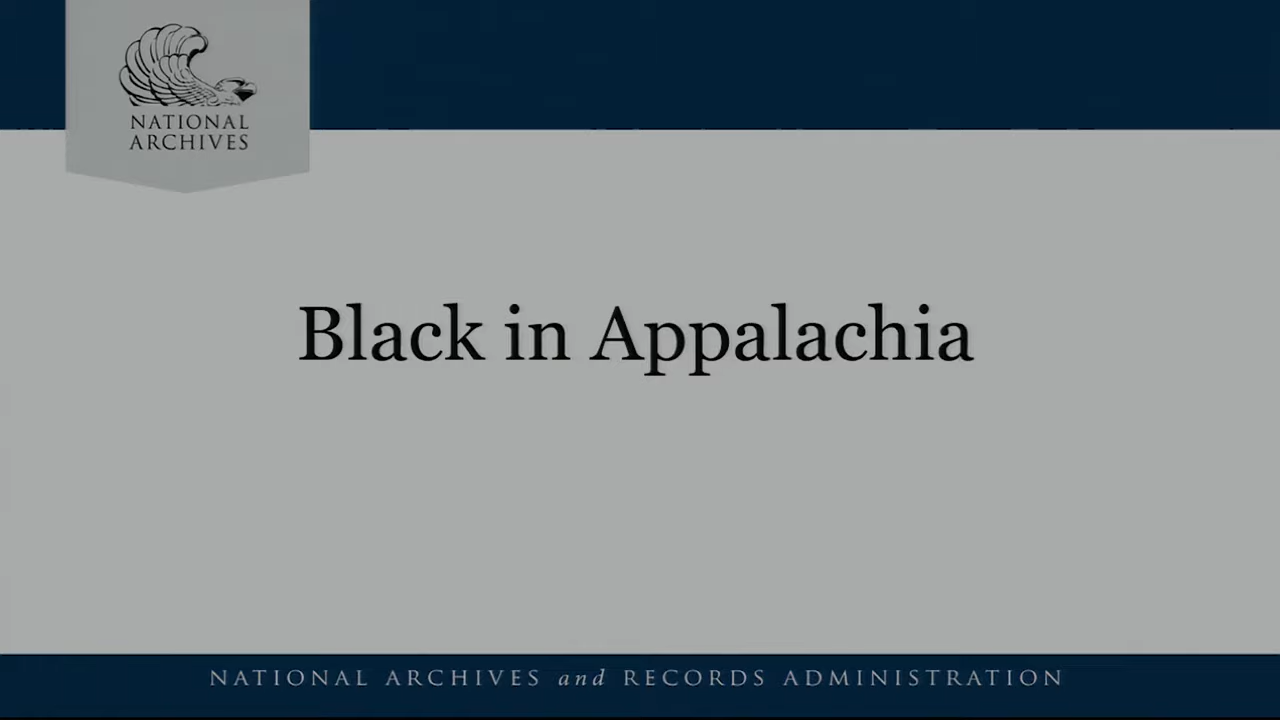 NATIONAL
ARCHIVES
Black in Appalachia
NATIONAL ARCHIVES and RECORDS ADMINISTRATION